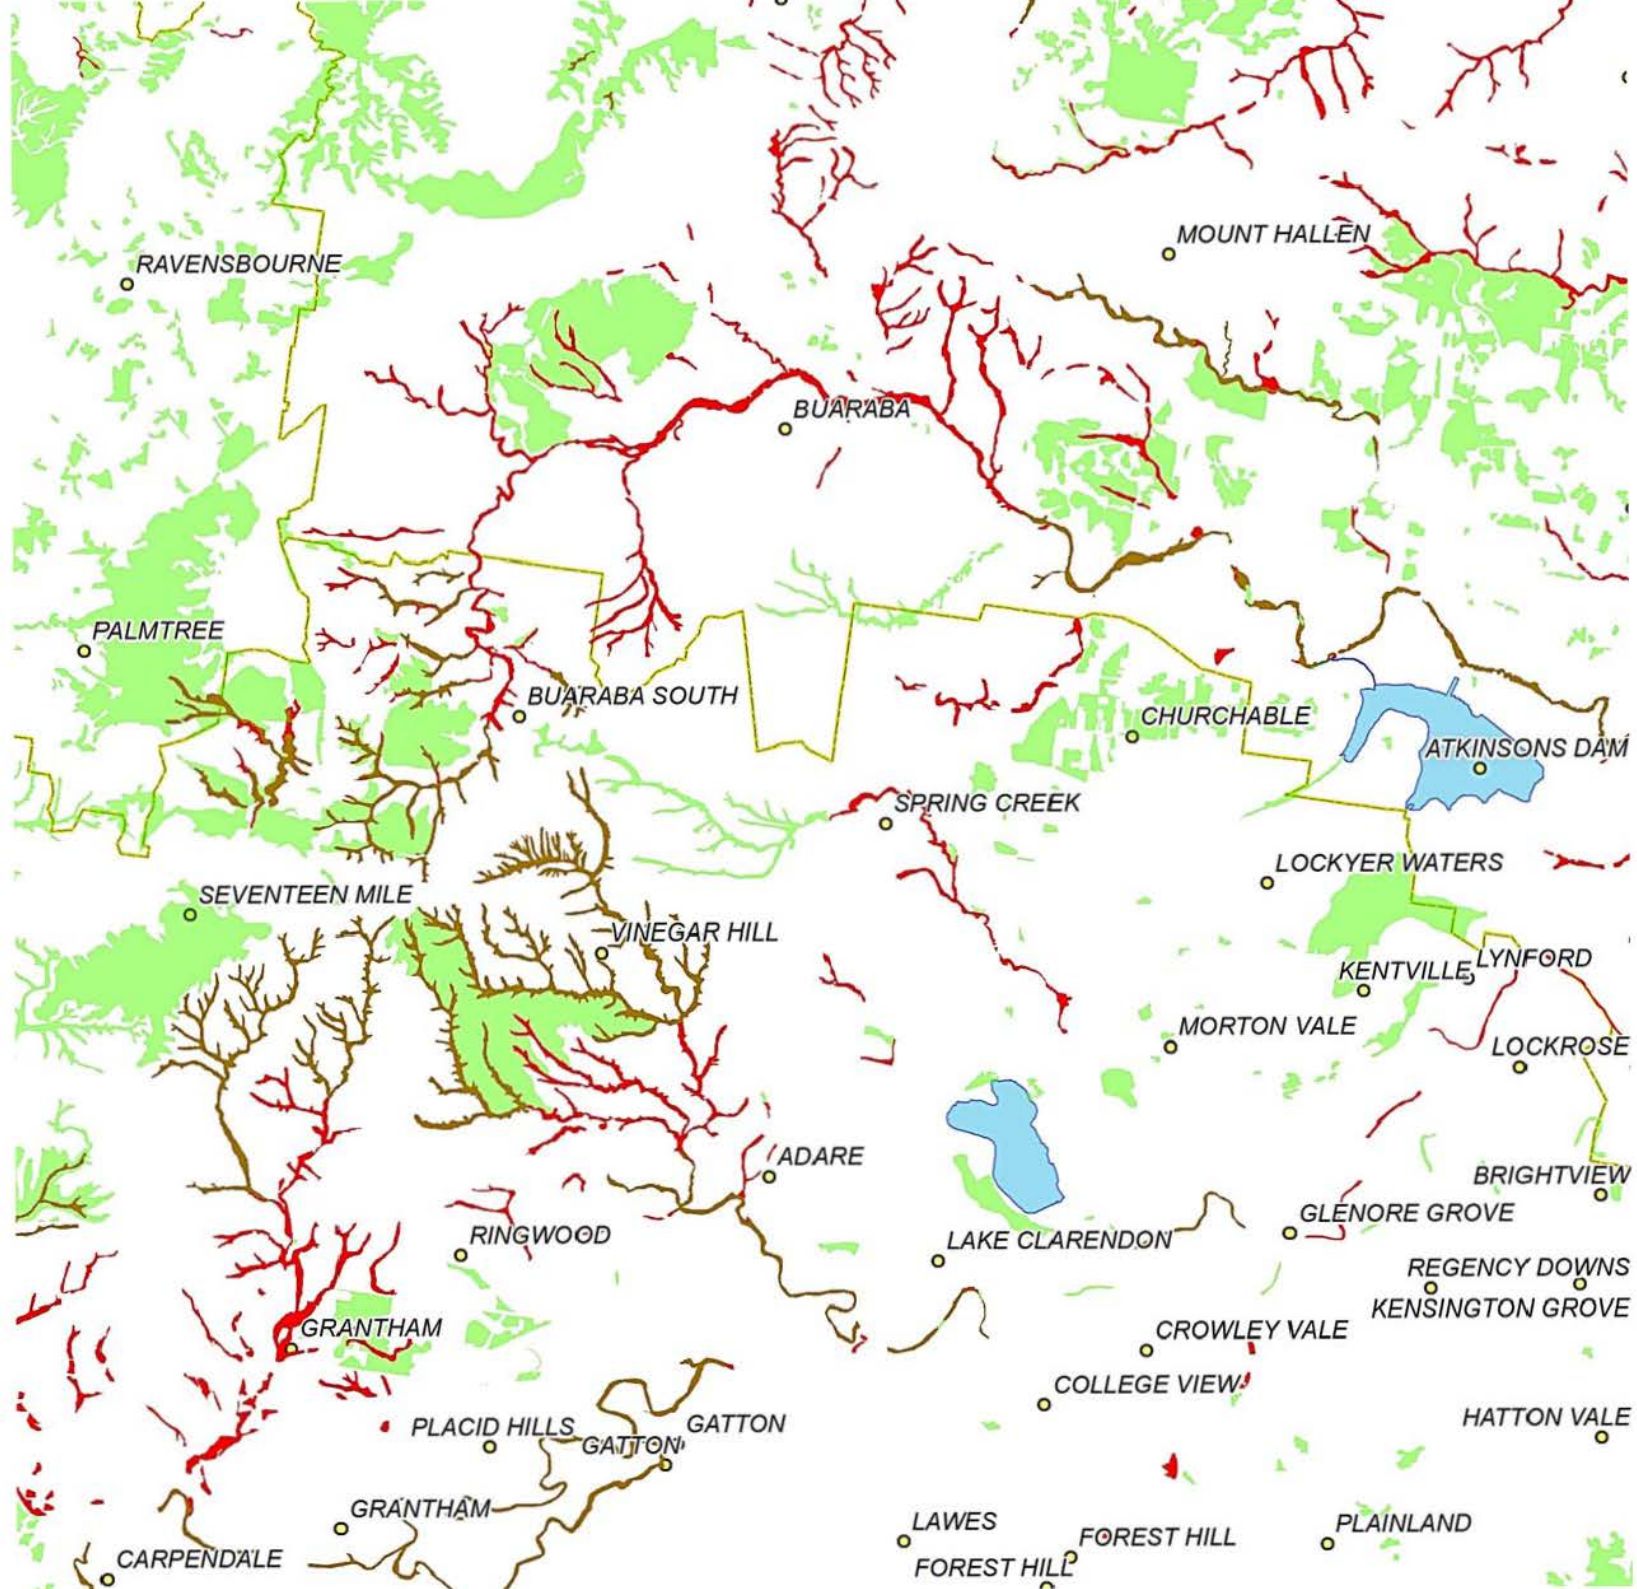 MOUNT HALLEN
RAVENSBOURNE
BUARABA
PALMTREE
BUARABA SOUTH
CHURCHABLE
ATKINSONS DAM
SPRING CREEK
LOCKYER WATERS
SEVENTEEN MILE
VINEGAR HILL
LYNFORD
KENTVILLE
MORTON VALE
LOCKROSE
ADARE
BRIGHTVIEW
GLENORE GROVE
RINGWOOD
LAKE CLARENDON
REGENCY DOWNS
KENSINGTON GROVE
GRANTHAM
CROWLEY VALE
COLLEGE VIEW
HATTON VALE
PLACID HILLS
GATTON
GATTON
GRANTHAM
LAWES
PLAINLAND
FOREST HILL
CARPENDALE
FOREST HILL